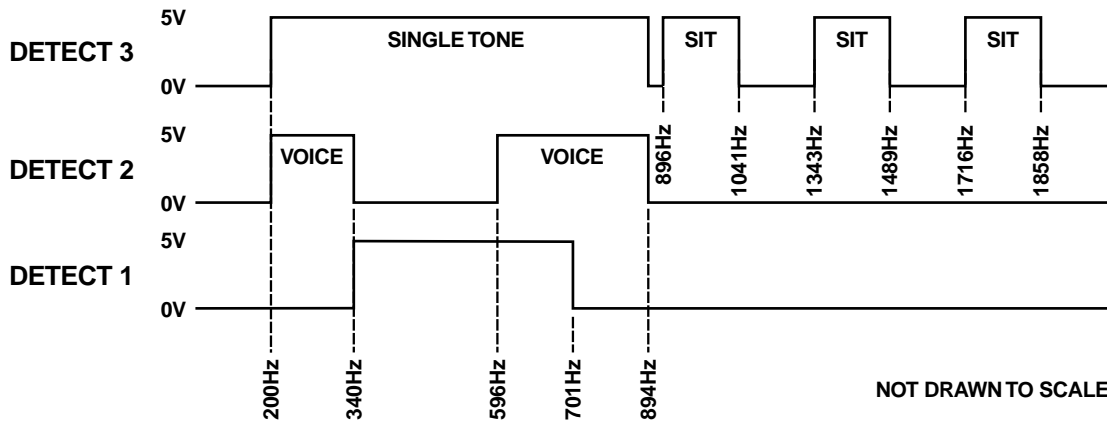 5V
DETECT 3
SINGLE TONE
SIT
SIT
SIT
0V
5V
DETECT 2
VOICE
VOICE
0V
896Hz
1041Hz
1343Hz
1489Hz
1716Hz
1858Hz
5V
DETECT 1
0V
200Hz
340Hz
596Hz
701Hz
894Hz
NOT DRAWN TO SCALE